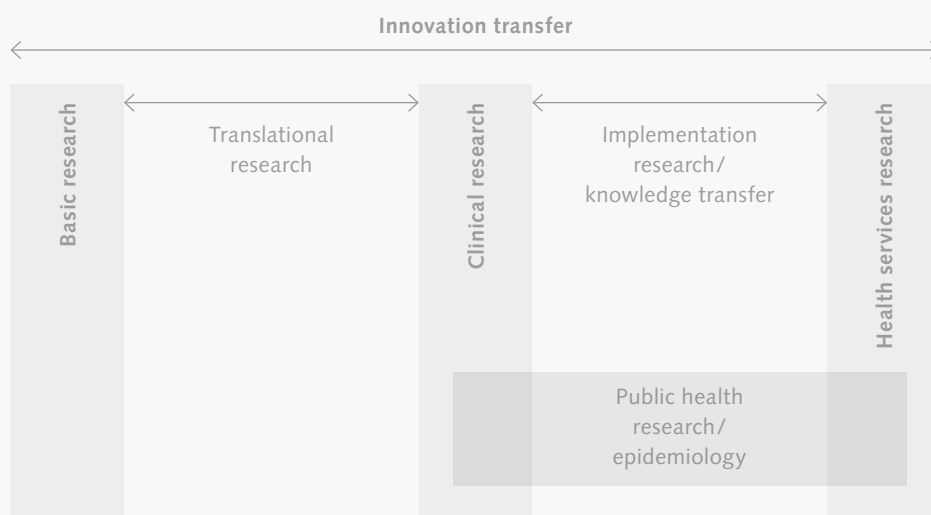 Innovation transfer
Basic research
Translational
research
Clinical research
Implementation
research/
knowledge transfer
Health services research
Public health
research/
epidemiology